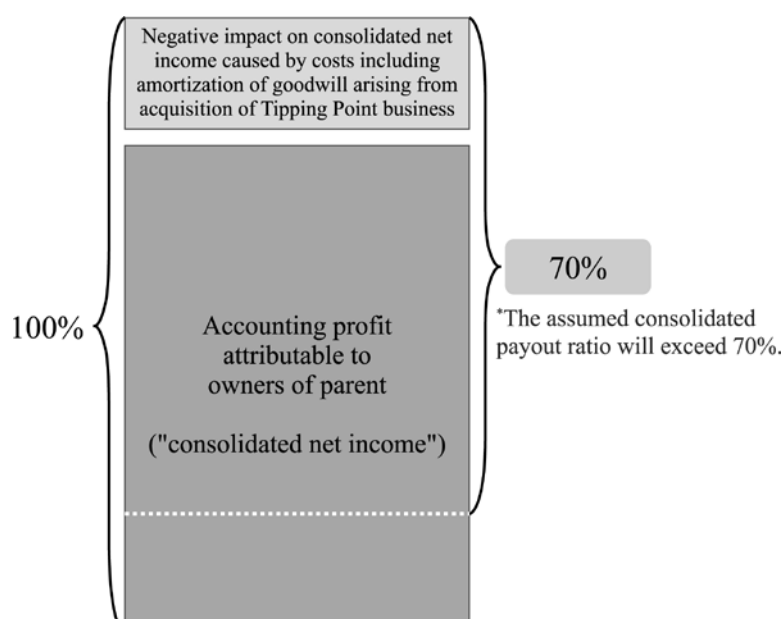 Negative impact on consolidated net
income caused by costs including
amortization of goodwill arising from
acquisition of Tipping Point business
100%
Accounting profit
attributable to
owners of parent
("consolidated net income")
70%
*The assumed consolidated
payout ratio will exceed 70%.